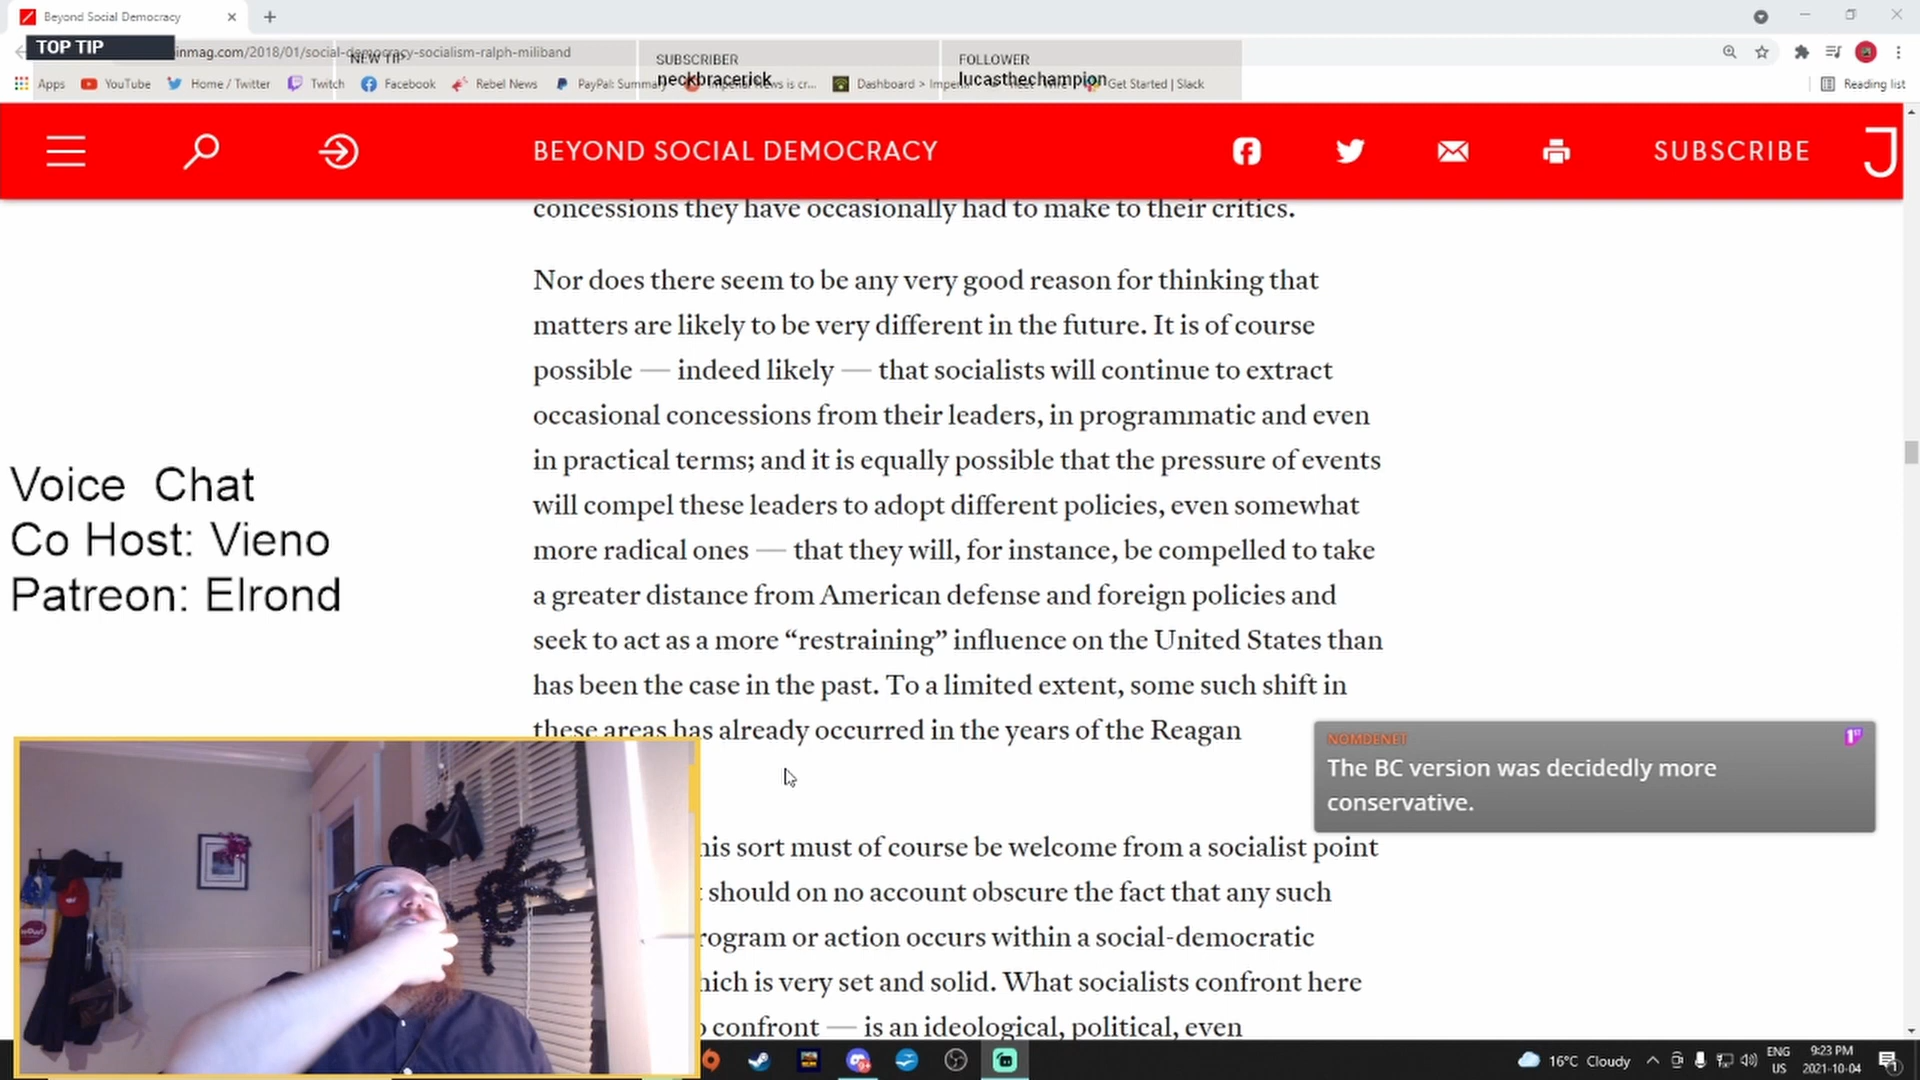 Beyond Social Democracy
TOP TIP
inmag.com/2018/01/social-democracy-socialism-ralph-miliband
NEW TIP
SUBSCRIBER
neckbracerick
FOLLOWER
lucasthechampion
Apps
YouTube
Home / Twitter
Twitch
Facebook
Rebel News
PayPal: Summary
Dashboard > Imper...
Get Started | Slack
Reading list
BEYOND SOCIAL DEMOCRACY
SUBSCRIBE
J
concessions they have occasionally had to make to their critics.
Nor does there seem to be any very good reason for thinking that
matters are likely to be very different in the future. It is of course
possible — indeed likely — that socialists will continue to extract
occasional concessions from their leaders, in programmatic and even
in practical terms; and it is equally possible that the pressure of events
will compel these leaders to adopt different policies, even somewhat
more radical ones — that they will, for instance, be compelled to take
a greater distance from American defense and foreign policies and
seek to act as a more “restraining” influence on the United States than
has been the case in the past. To a limited extent, some such shift in
these areas has already occurred in the years of the Reagan
his sort must of course be welcome from a socialist point
should on no account obscure the fact that any such
rogram or action occurs within a social-democratic
hich is very set and solid. What socialists confront here
o confront — is an ideological, political, even
Voice Chat
Co Host: Vieno
Patreon: Elrond
NOMDENET
1ST
The BC version was decidedly more
conservative.
16°C Cloudy
ENG
US
9:23 PM
2021-10-04